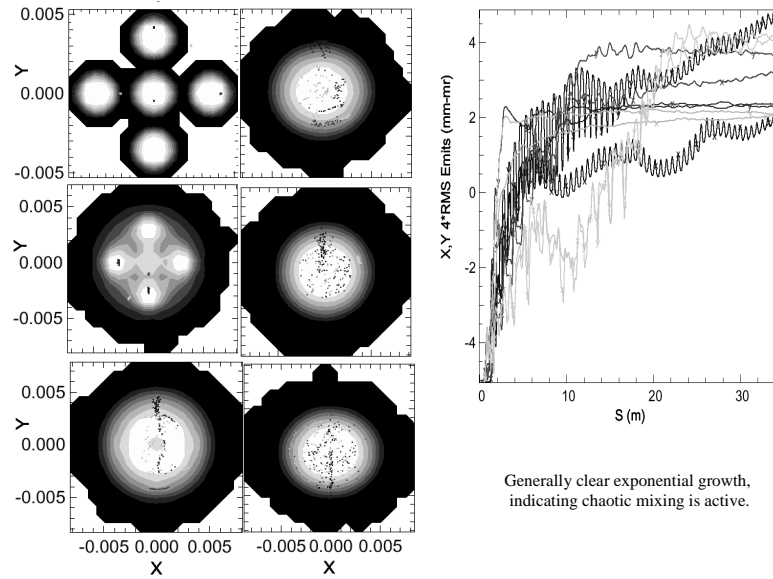 0.005
0.000
-0.005
Y
0.005
0.000
-0.005
Y
0.005
0.000
-0.005
Y
-0.005 0.000 0.005
X
-0.005 0.000 0.005
X
X,Y 4*RMS Emits (mm-mr)
4
2
0
-2
-4
0 10 20 30
S (m)
Generally clear exponential growth,
indicating chaotic mixing is active.